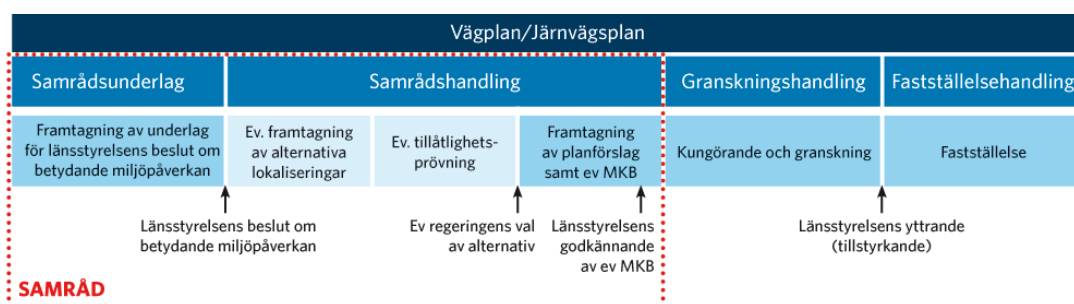 Vägplan/Järnvägsplan
Samrådsunderlag
Samrådshandling
Granskningshandling
Fastställelsehandling
Framtagning av underlag
för länsstyrelsens beslut om
betydande miljöpåverkan
Ev. framtagning
av alternativa
lokaliseringar
Ev. tillåtlighets-
prövning
Framtagning
av planförslag
samt ev MKB
Kungörande och granskning
Fastställelse
Länsstyrelsens beslut om
betydande miljöpåverkan
Ev regeringens val
av alternativ
Länsstyrelsens
godkännande
av ev MKB
Länsstyrelsens yttrande
(tillstyrkande)
SAMRÅD